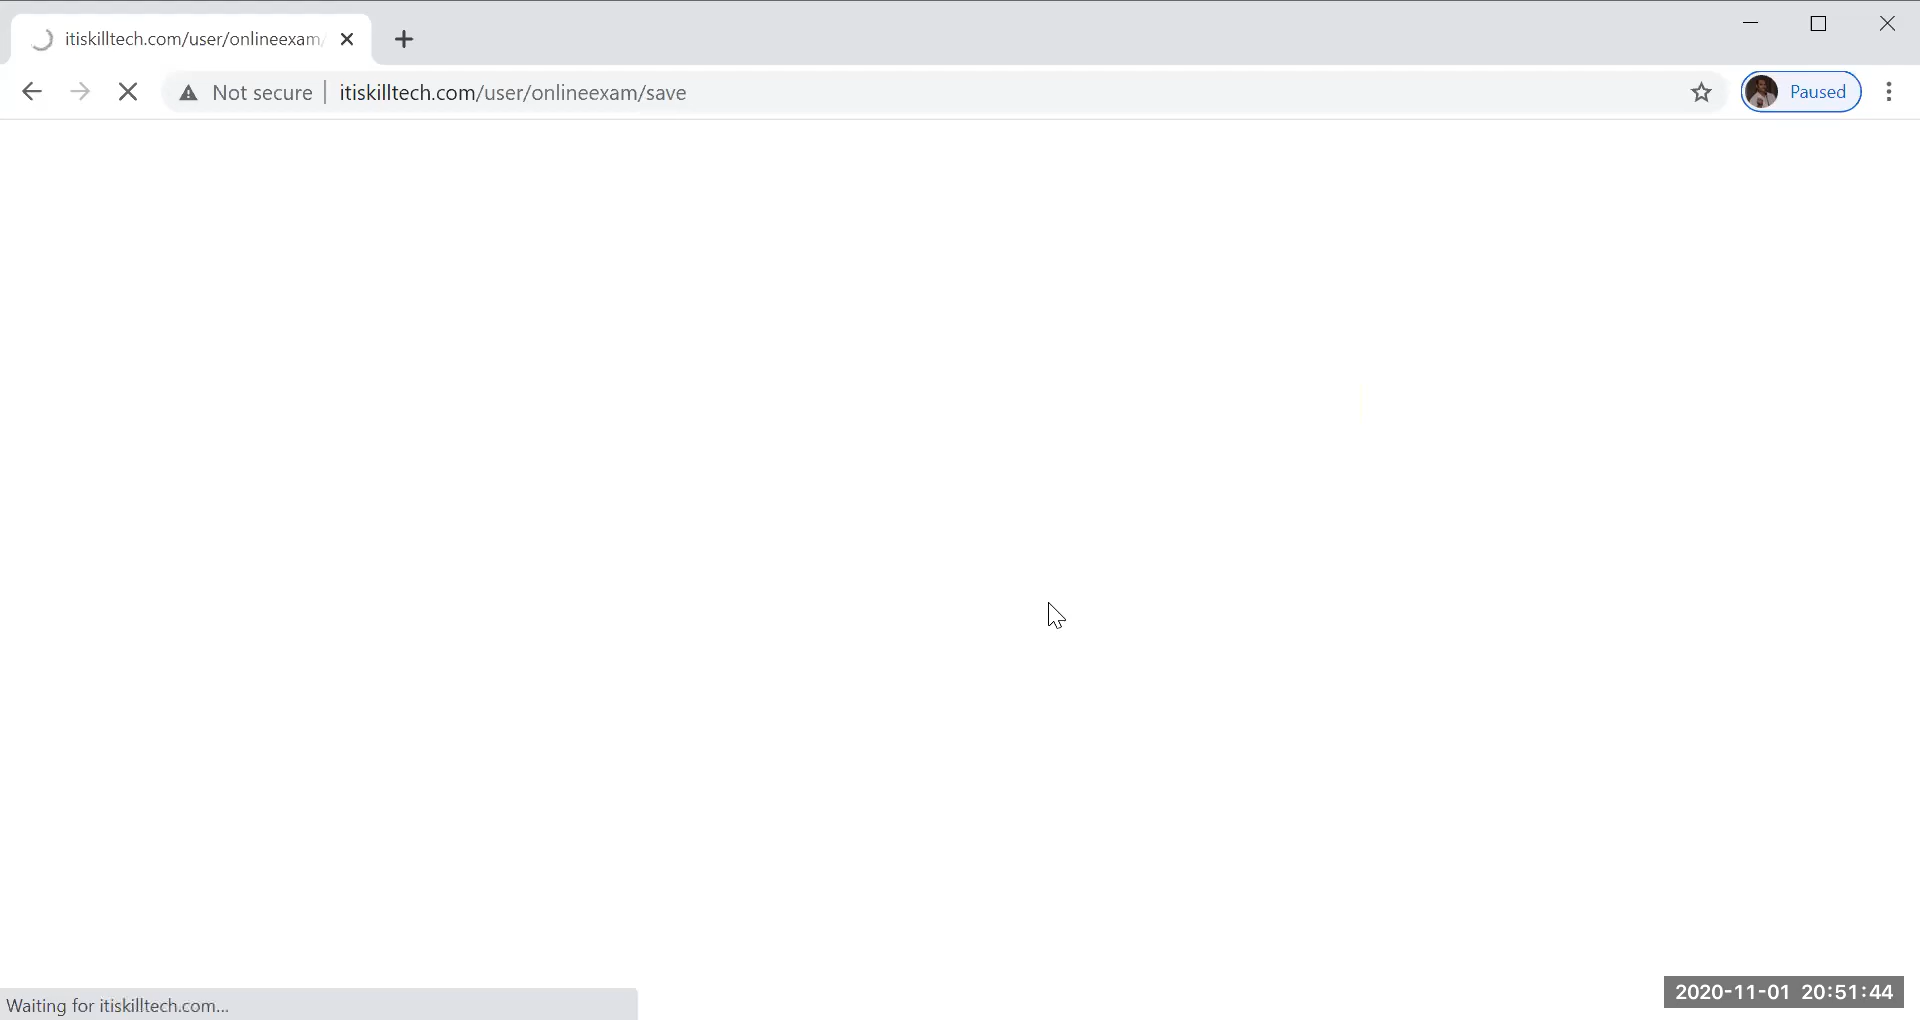 itiskilltech.com/user/onlineexam/
Not secure
itiskilltech.com/user/onlineexam/save
Paused
Waiting for itiskilltech.com...
2020-11-01 20:51:44